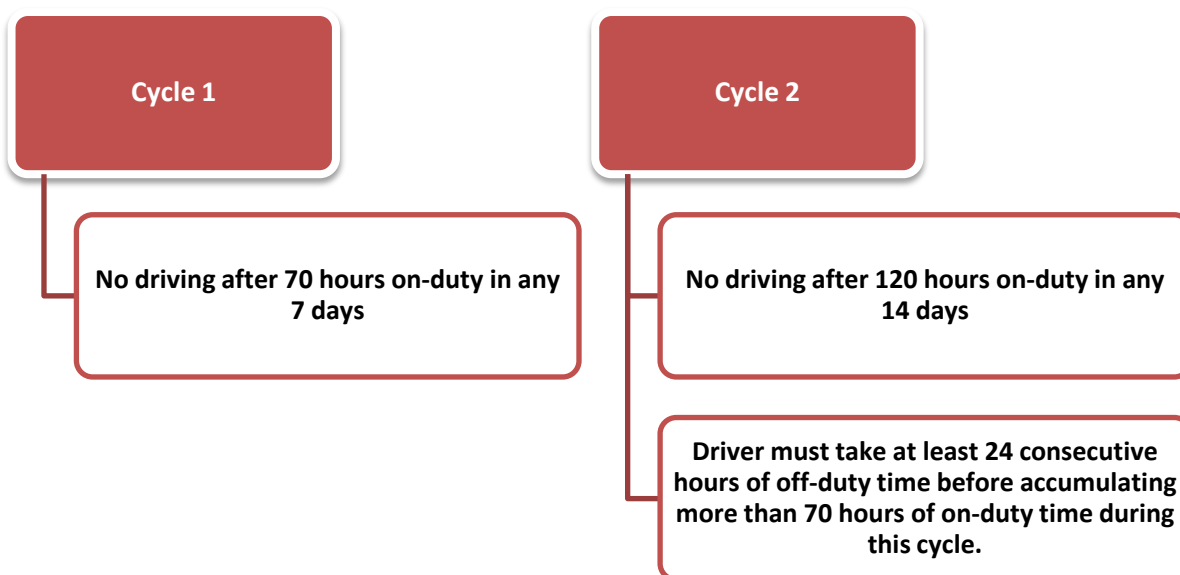 Cycle 1
No driving after 70 hours on-duty in any
7 days
Cycle 2
No driving after 120 hours on-duty in any
14 days
Driver must take at least 24 consecutive
hours of off-duty time before accumulating
more than 70 hours of on-duty time during
this cycle.